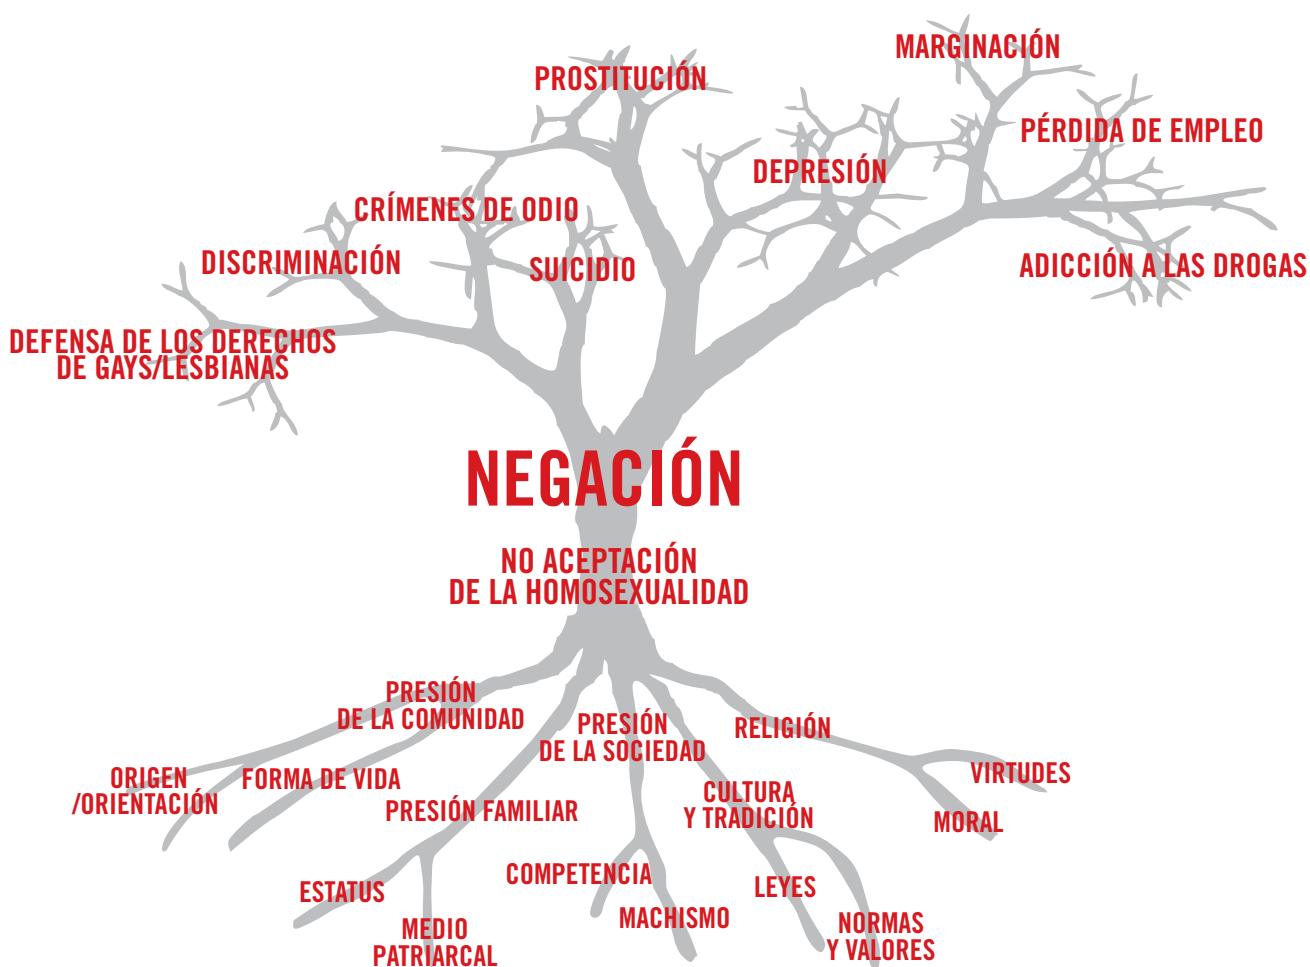 MARGINACIÓN
PROSTITUCIÓN
PÉRDIDA DE EMPLEO
DEPRESIÓN
CRÍMENES DE ODIO
DISCRIMINACIÓN
SUICIDIO
ADICCIÓN A LAS DROGAS
DEFENSA DE LOS DERECHOS
DE GAYS/LESBIANAS
NEGACIÓN
NO ACEPTACIÓN
DE LA HOMOSEXUALIDAD
PRESIÓN
DE LA COMUNIDAD
PRESIÓN
DE LA SOCIEDAD
RELIGIÓN
ORIGEN
/ORIENTACIÓN
FORMA DE VIDA
VIRTUDES
PRESIÓN FAMILIAR
CULTURA
Y TRADICIÓN
MORAL
COMPETENCIA
ESTATUS
LEYES
MACHISMO
MEDIO
PATRIARCAL
NORMAS
Y VALORES